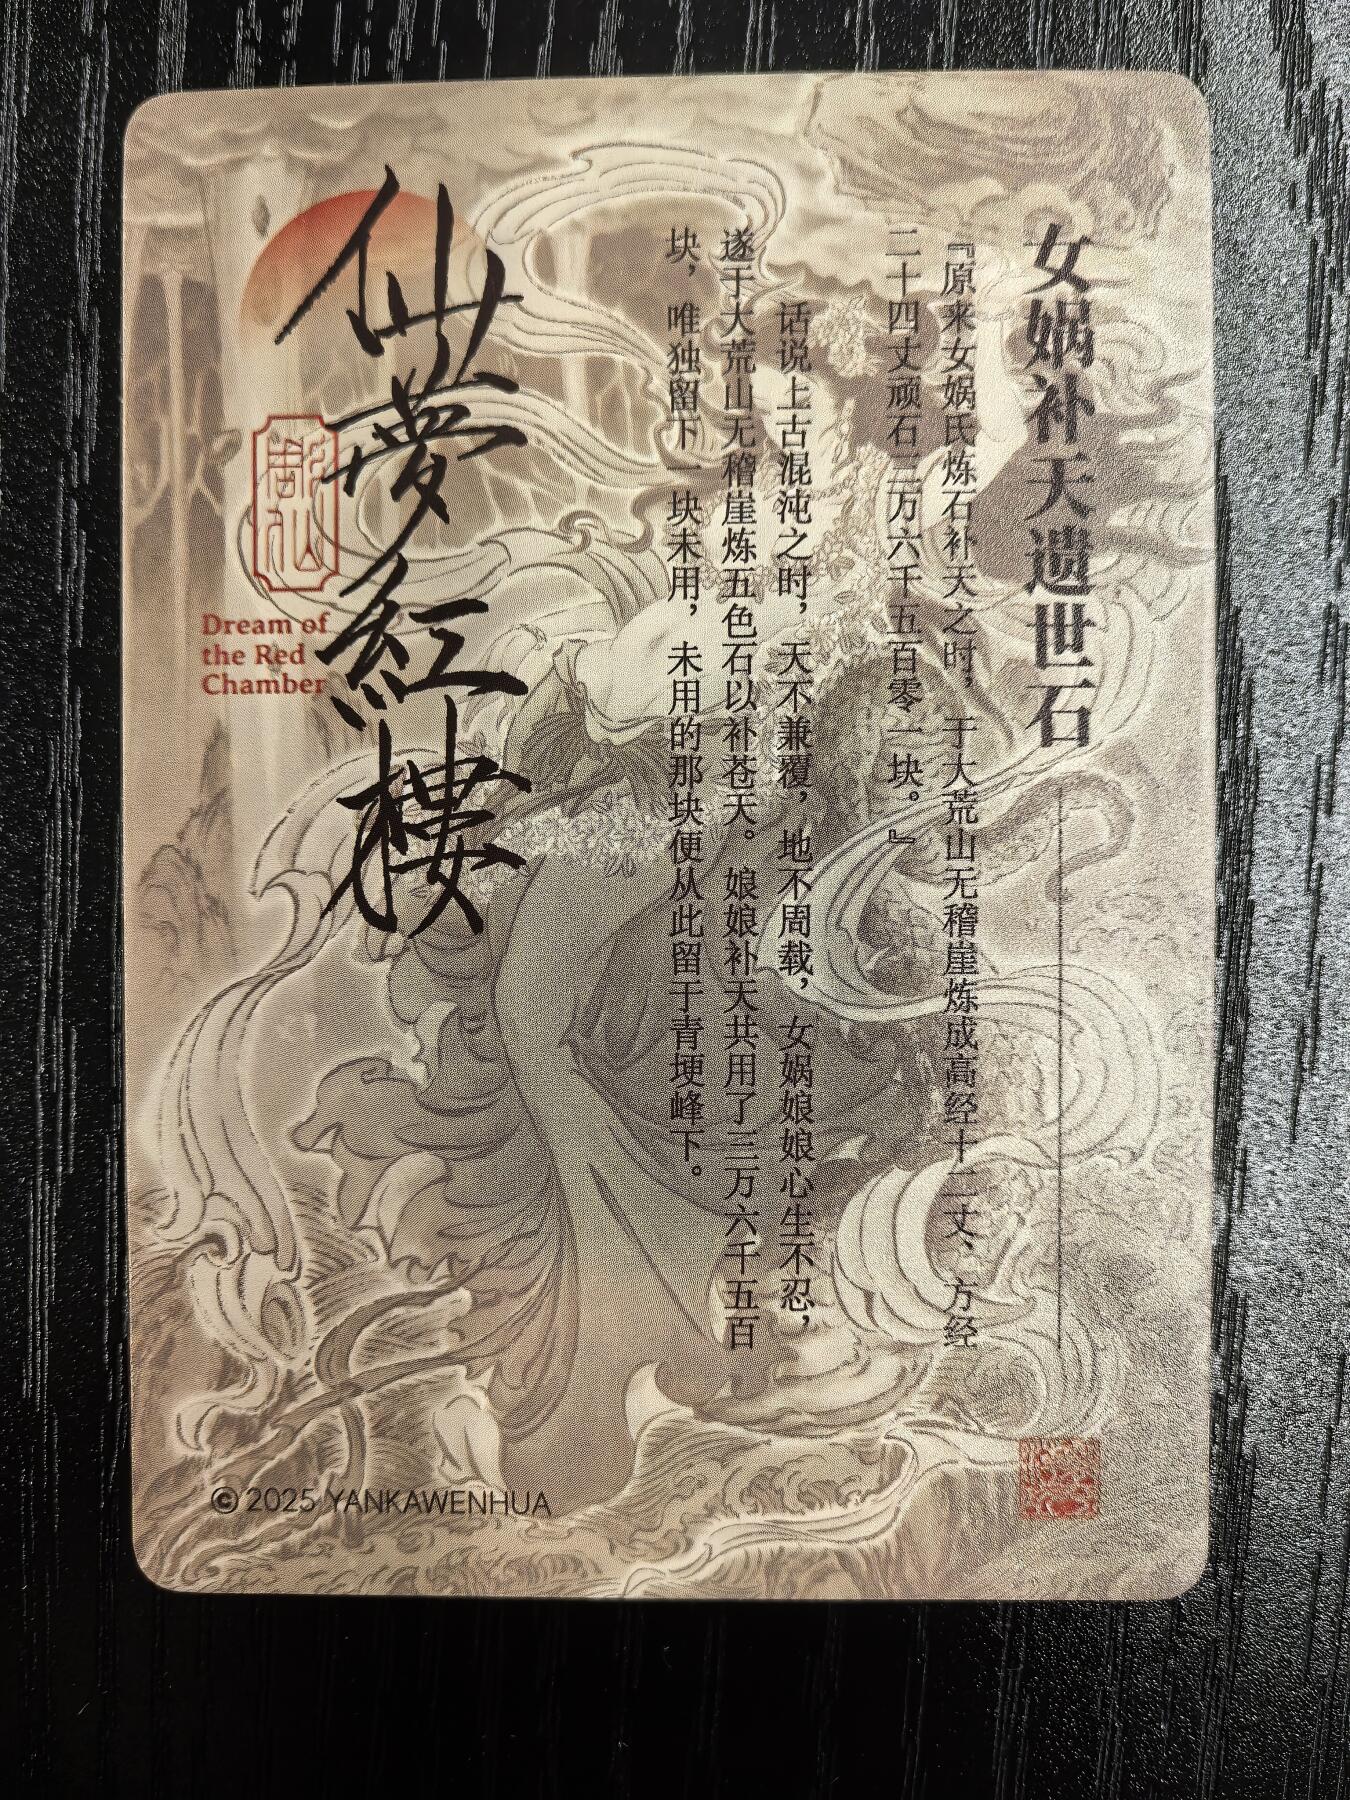 女娲补天遗世石
『原来女娲氏炼石补天之时，于大荒山无稽崖炼成高经十二丈、方经
二十四丈顽石三万六千五百零一块。』
话说上古混沌之时，天不兼覆，地不周载，女娲娘娘心生不忍，
遂于大荒山无稽崖炼五色石以补苍天。娘娘补天共用了三万六千五百
块，唯独留下一块未用，未用的那块便从此留于青埂峰下。
仙夢紅樓
Dream of
the Red
Chamber
© 2025 YANKAWENHUA